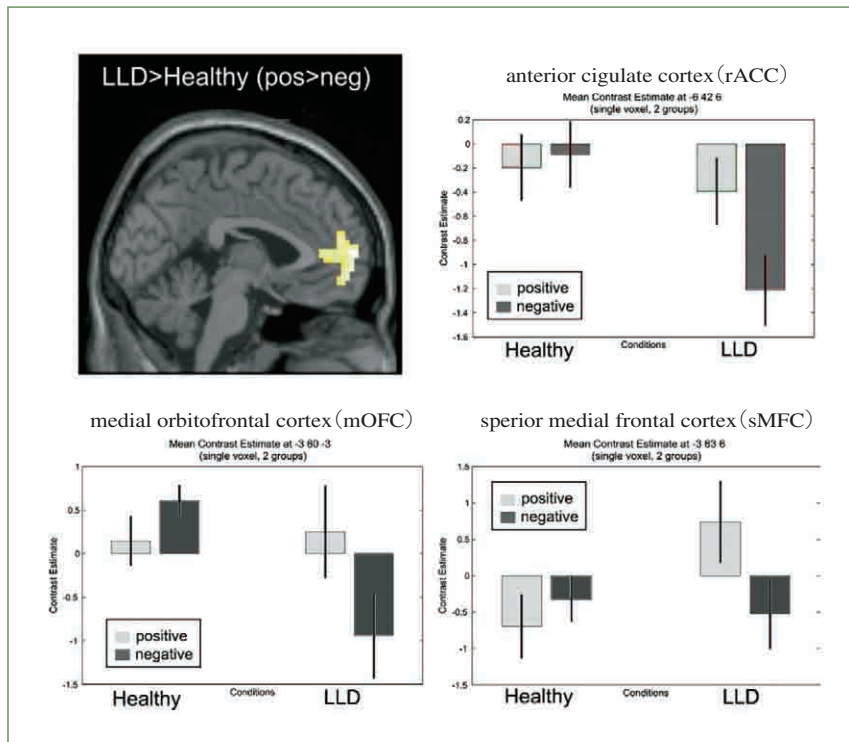 LLD>Healthy (pos>neg)
anterior cigulate cortex（rACC）
Mean Contrast Estimate at -6 42 6
(single voxel, 2 groups)
0.2
0
-0.2
-0.4
-0.6
-0.8
-1
-1.2
-1.4
-1.6
Contrast Estimate
positive
negative
Healthy
Conditions
LLD
medial orbitofrontal cortex（mOFC）
Mean Contrast Estimate at -3 60 -3
(single voxel, 2 groups)
1
0.5
0
-0.5
-1
-1.5
Contrast Estimate
positive
negative
Healthy
Conditions
LLD
sperior medial frontal cortex（sMFC）
Mean Contrast Estimate at -3 63 6
(single voxel, 2 groups)
1.5
1
0.5
0
-0.5
-1
-1.5
Contrast Estimate
positive
negative
Healthy
Conditions
LLD